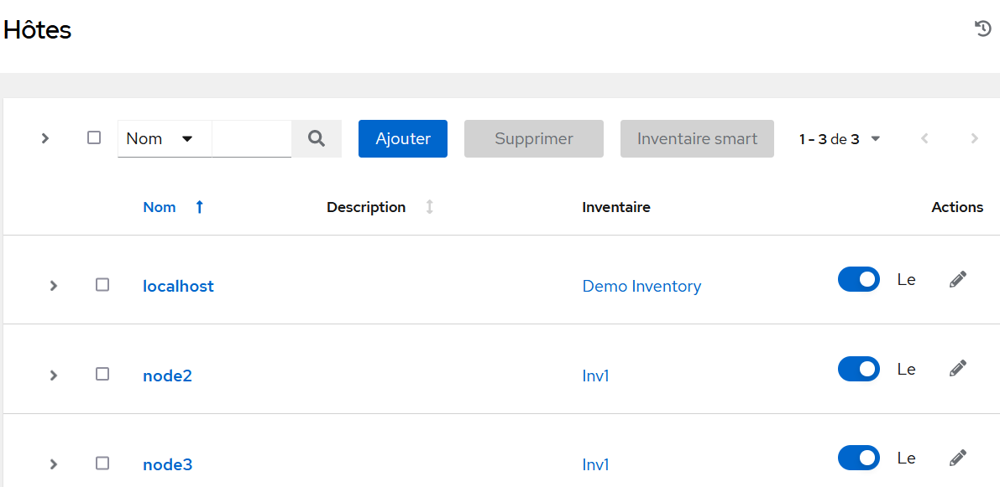 Hôtes
Nom Ajouter Supprimer Inventaire smart 1 - 3 de 3
Nom Description Inventaire Actions
localhost Demo Inventory Le
node2 Inv1 Le
node3 Inv1 Le